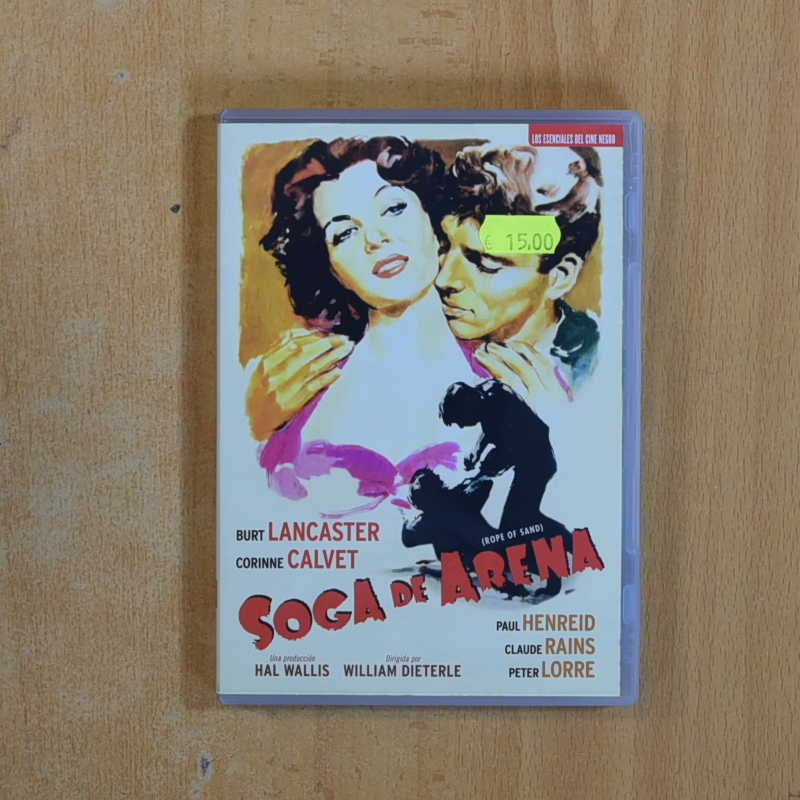 LOS ESENCIALES DEL CINE NEGRO
€ 15,00
BURT LANCASTER
CORINNE CALVET
(ROPE OF SAND)
SOGA DE ARENA
PAUL HENREID
CLAUDE RAINS
PETER LORRE
Una producción
HAL WALLIS
Dirigida por
WILLIAM DIETERLE